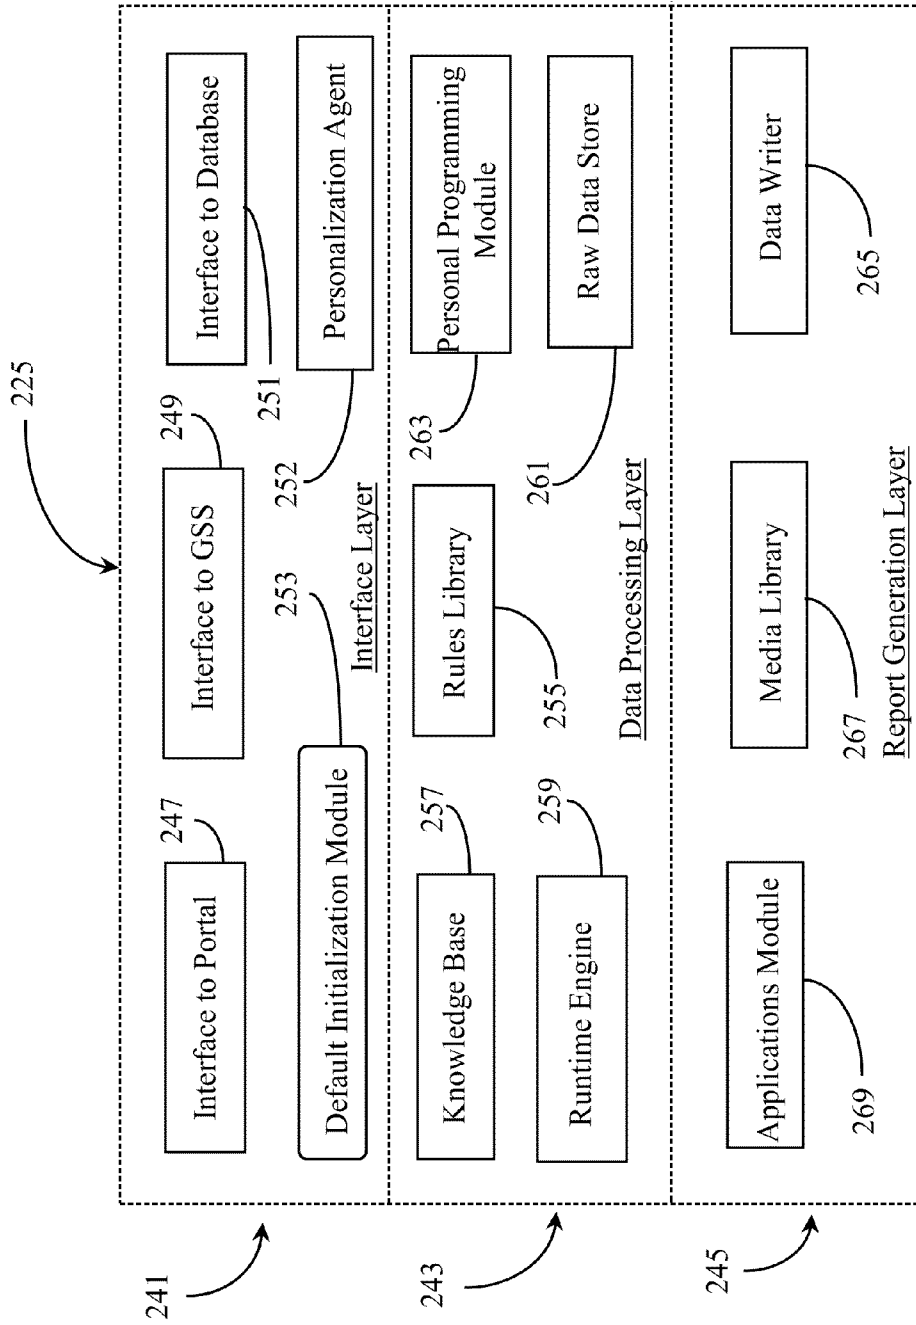 225
241
Interface to Portal
247
Interface to GSS
249
Interface to Database
251
Default Initialization Module
253
Personalization Agent
252
Interface Layer
243
Knowledge Base
257
Rules Library
255
Personal Programming
Module
263
Runtime Engine
259
Raw Data Store
261
Data Processing Layer
245
Applications Module
269
Media Library
267
Data Writer
265
Report Generation Layer